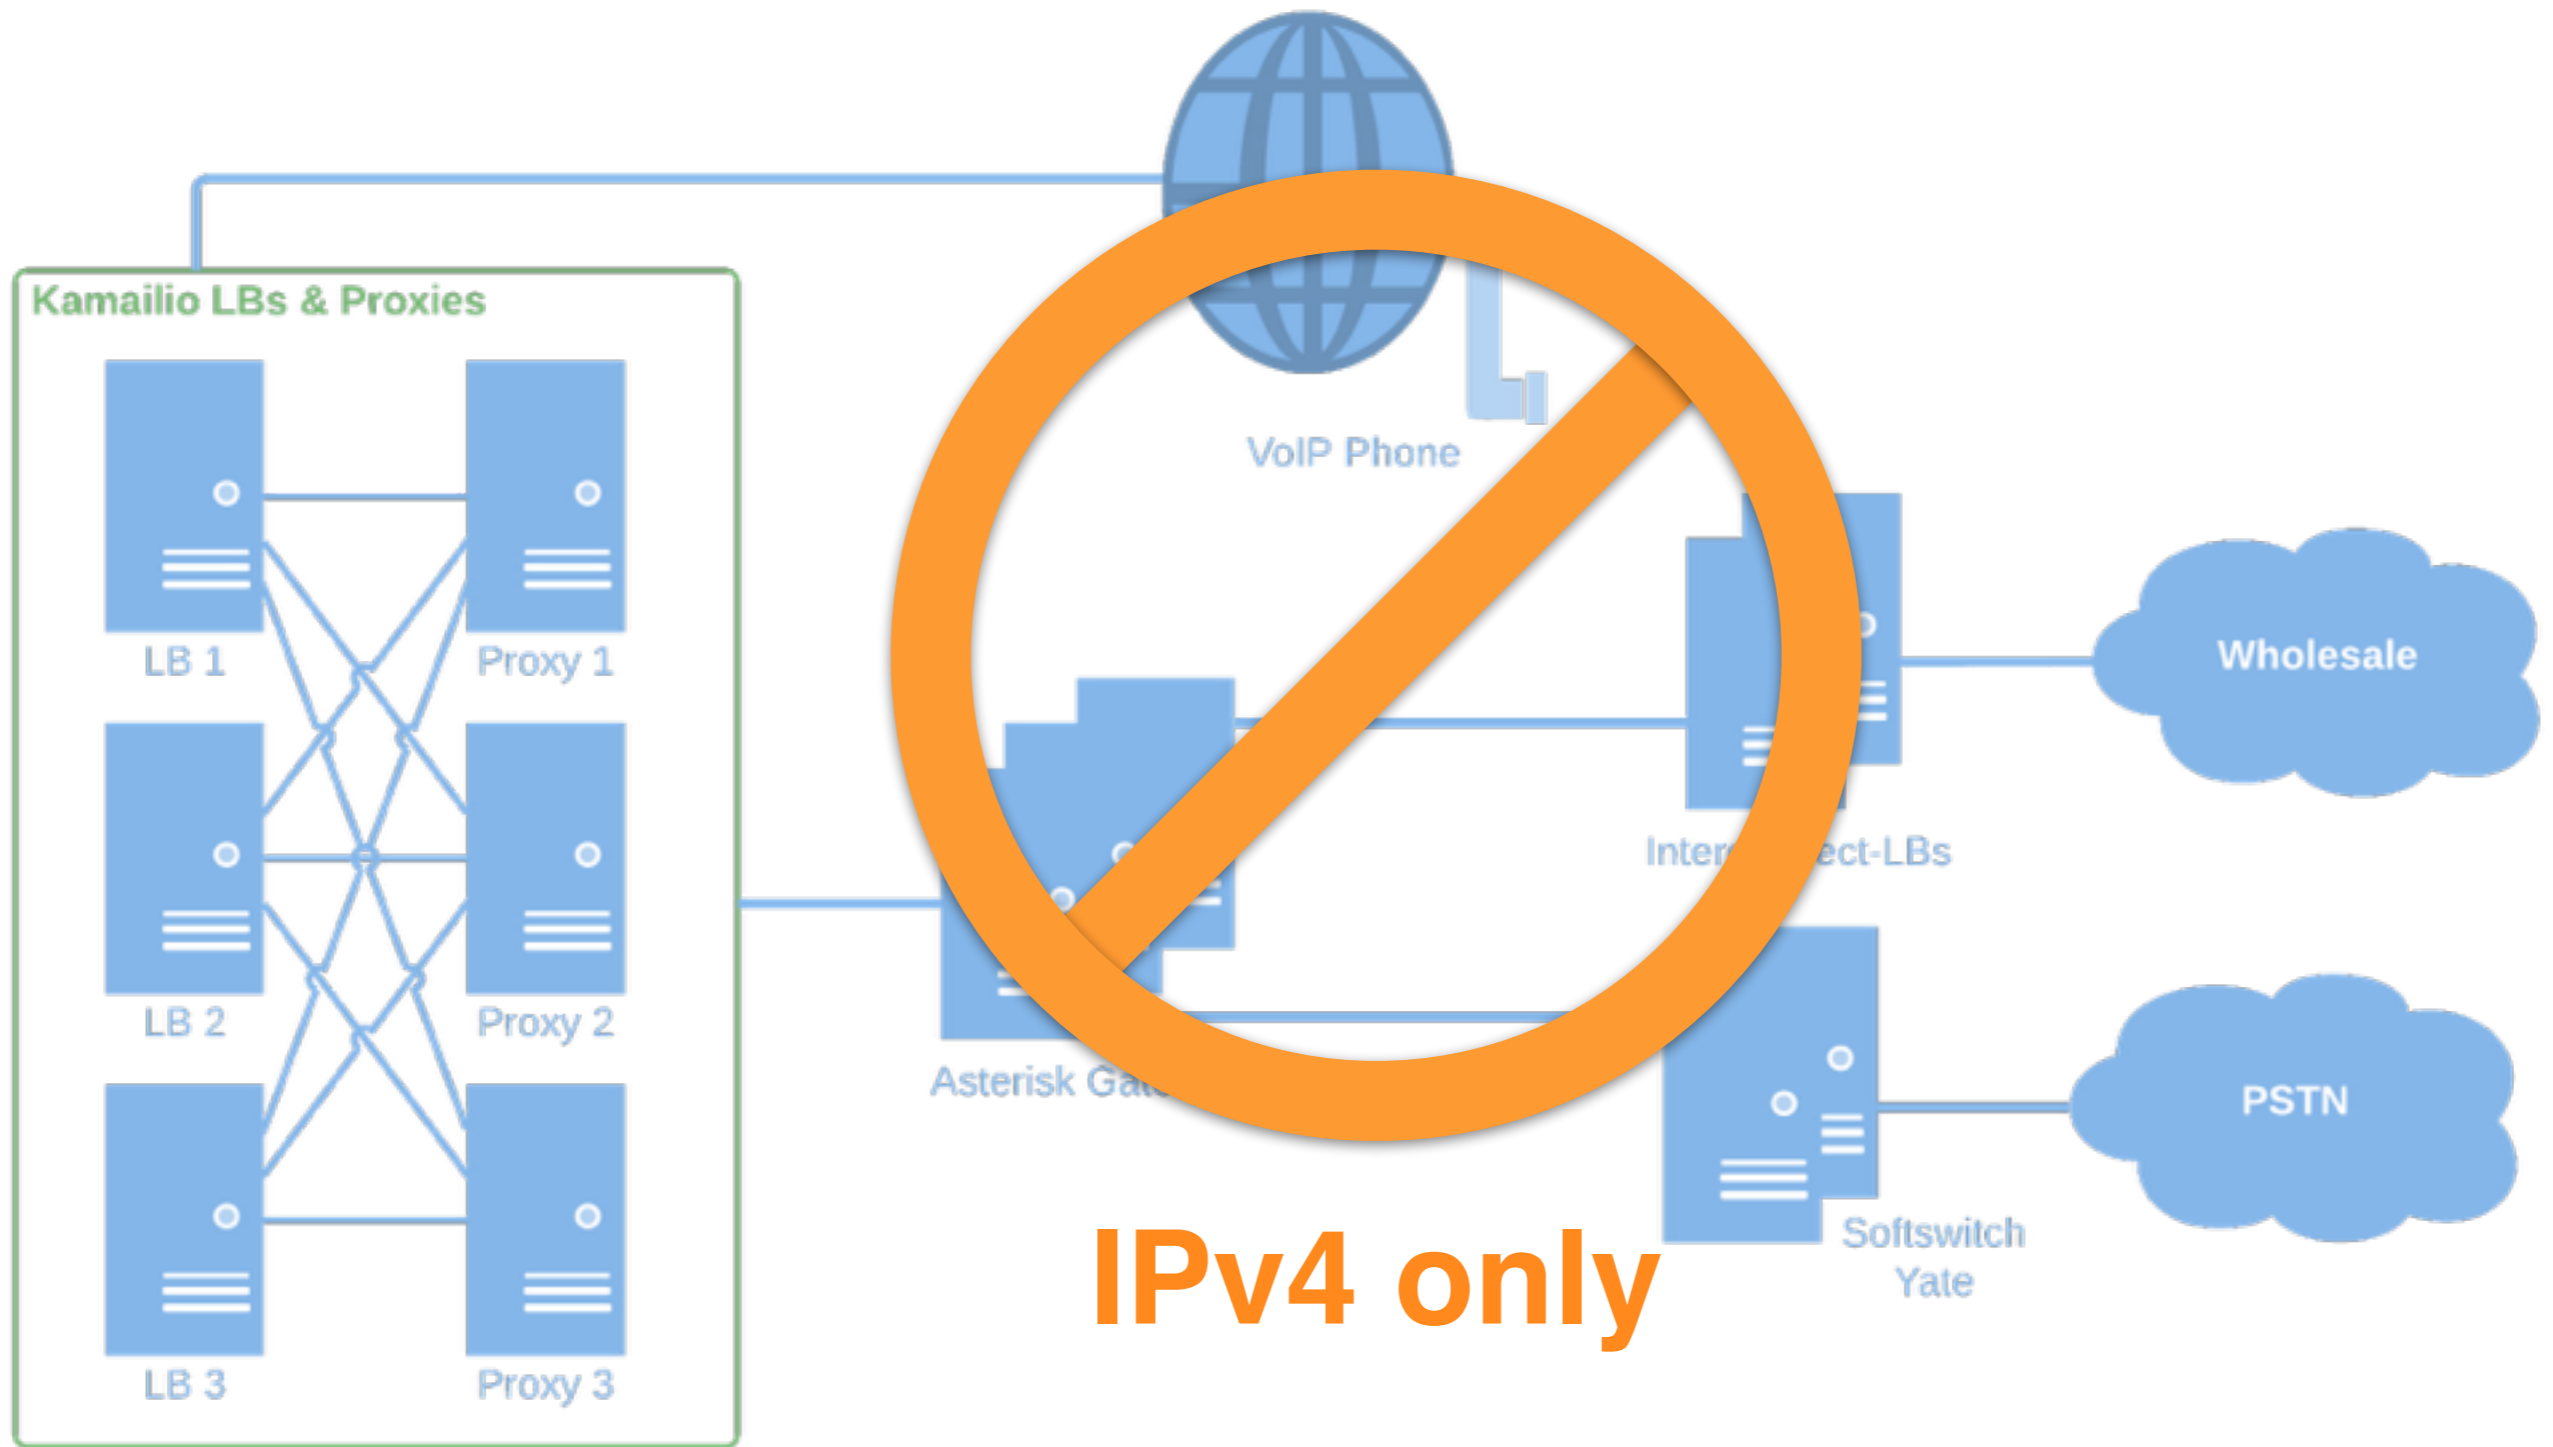 Kamailio LBs & Proxies
VoIP Phone
LB 1
Proxy 1
Wholesale
ect-LBs
LB 2
Proxy 2
Asterisk
PSTN
Softswitch
Yate
IPv4 only
LB 3
Proxy 3